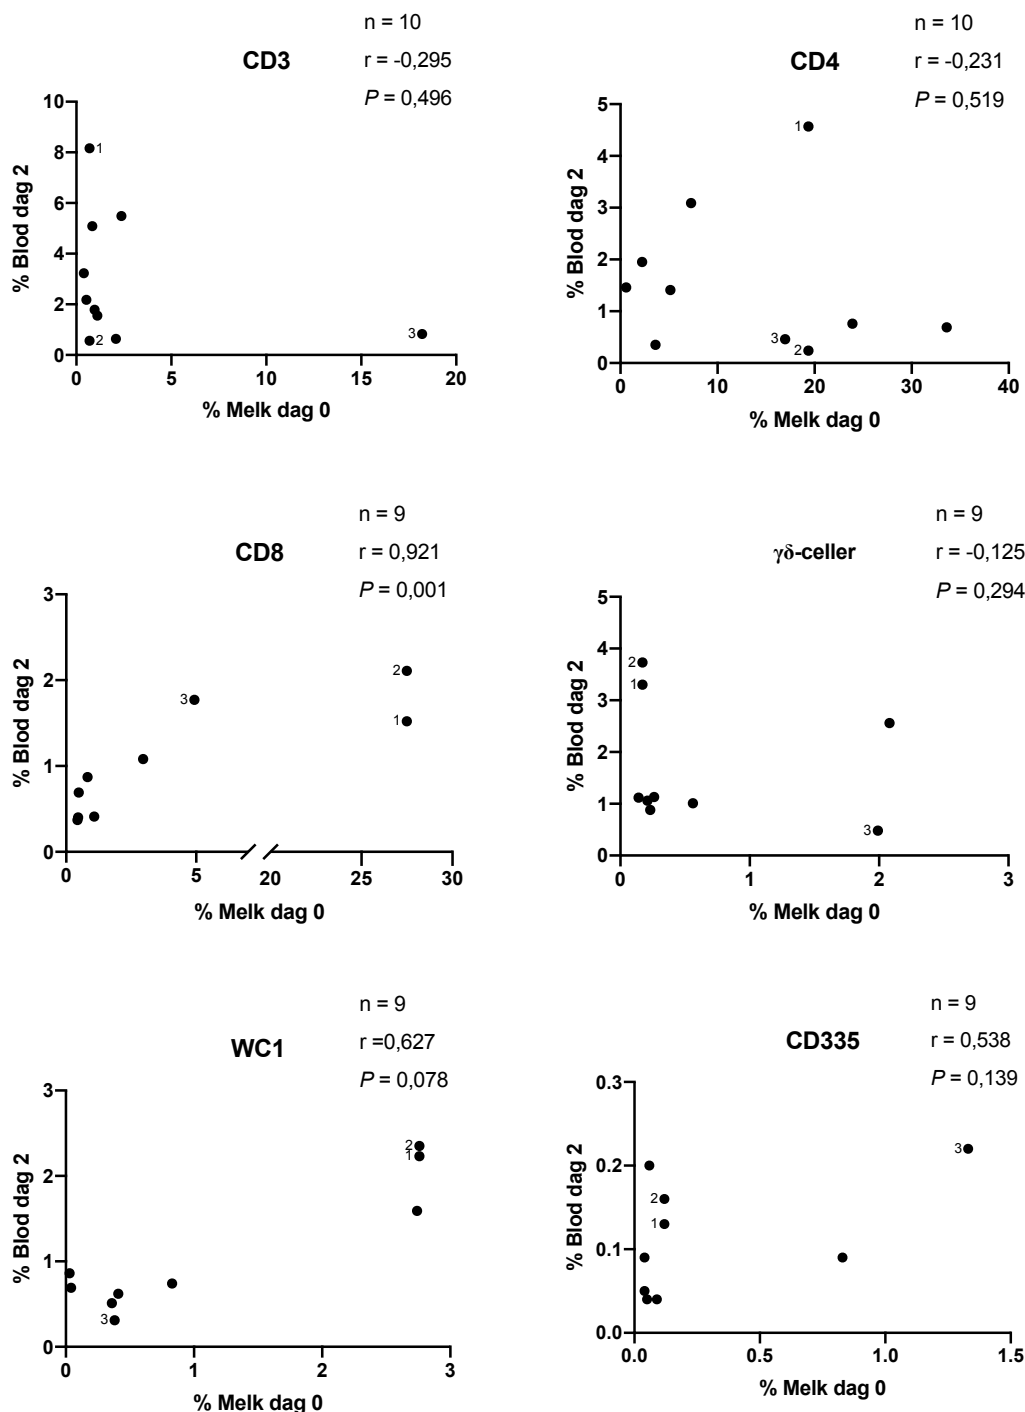 CD3
n = 10
r = -0,295
P = 0,496
% Blod dag 2
10
8
6
4
2
0
1
2
3
0 5 10 15 20
% Melk dag 0
CD4
n = 10
r = -0,231
P = 0,519
% Blod dag 2
5
4
3
2
1
0
1
3
2
0 10 20 30 40
% Melk dag 0
CD8
n = 9
r = 0,921
P = 0,001
% Blod dag 2
3
2
1
0
2
3
1
0 5 20 25 30
% Melk dag 0
γδ-celler
n = 9
r = -0,125
P = 0,294
% Blod dag 2
5
4
3
2
1
0
2
1
3
0 1 2 3
% Melk dag 0
WC1
n = 9
r =0,627
P = 0,078
% Blod dag 2
3
2
1
0
2
1
3
0 1 2 3
% Melk dag 0
CD335
n = 9
r = 0,538
P = 0,139
% Blod dag 2
0.3
0.2
0.1
0.0
3
2
1
0.0 0.5 1.0 1.5
% Melk dag 0